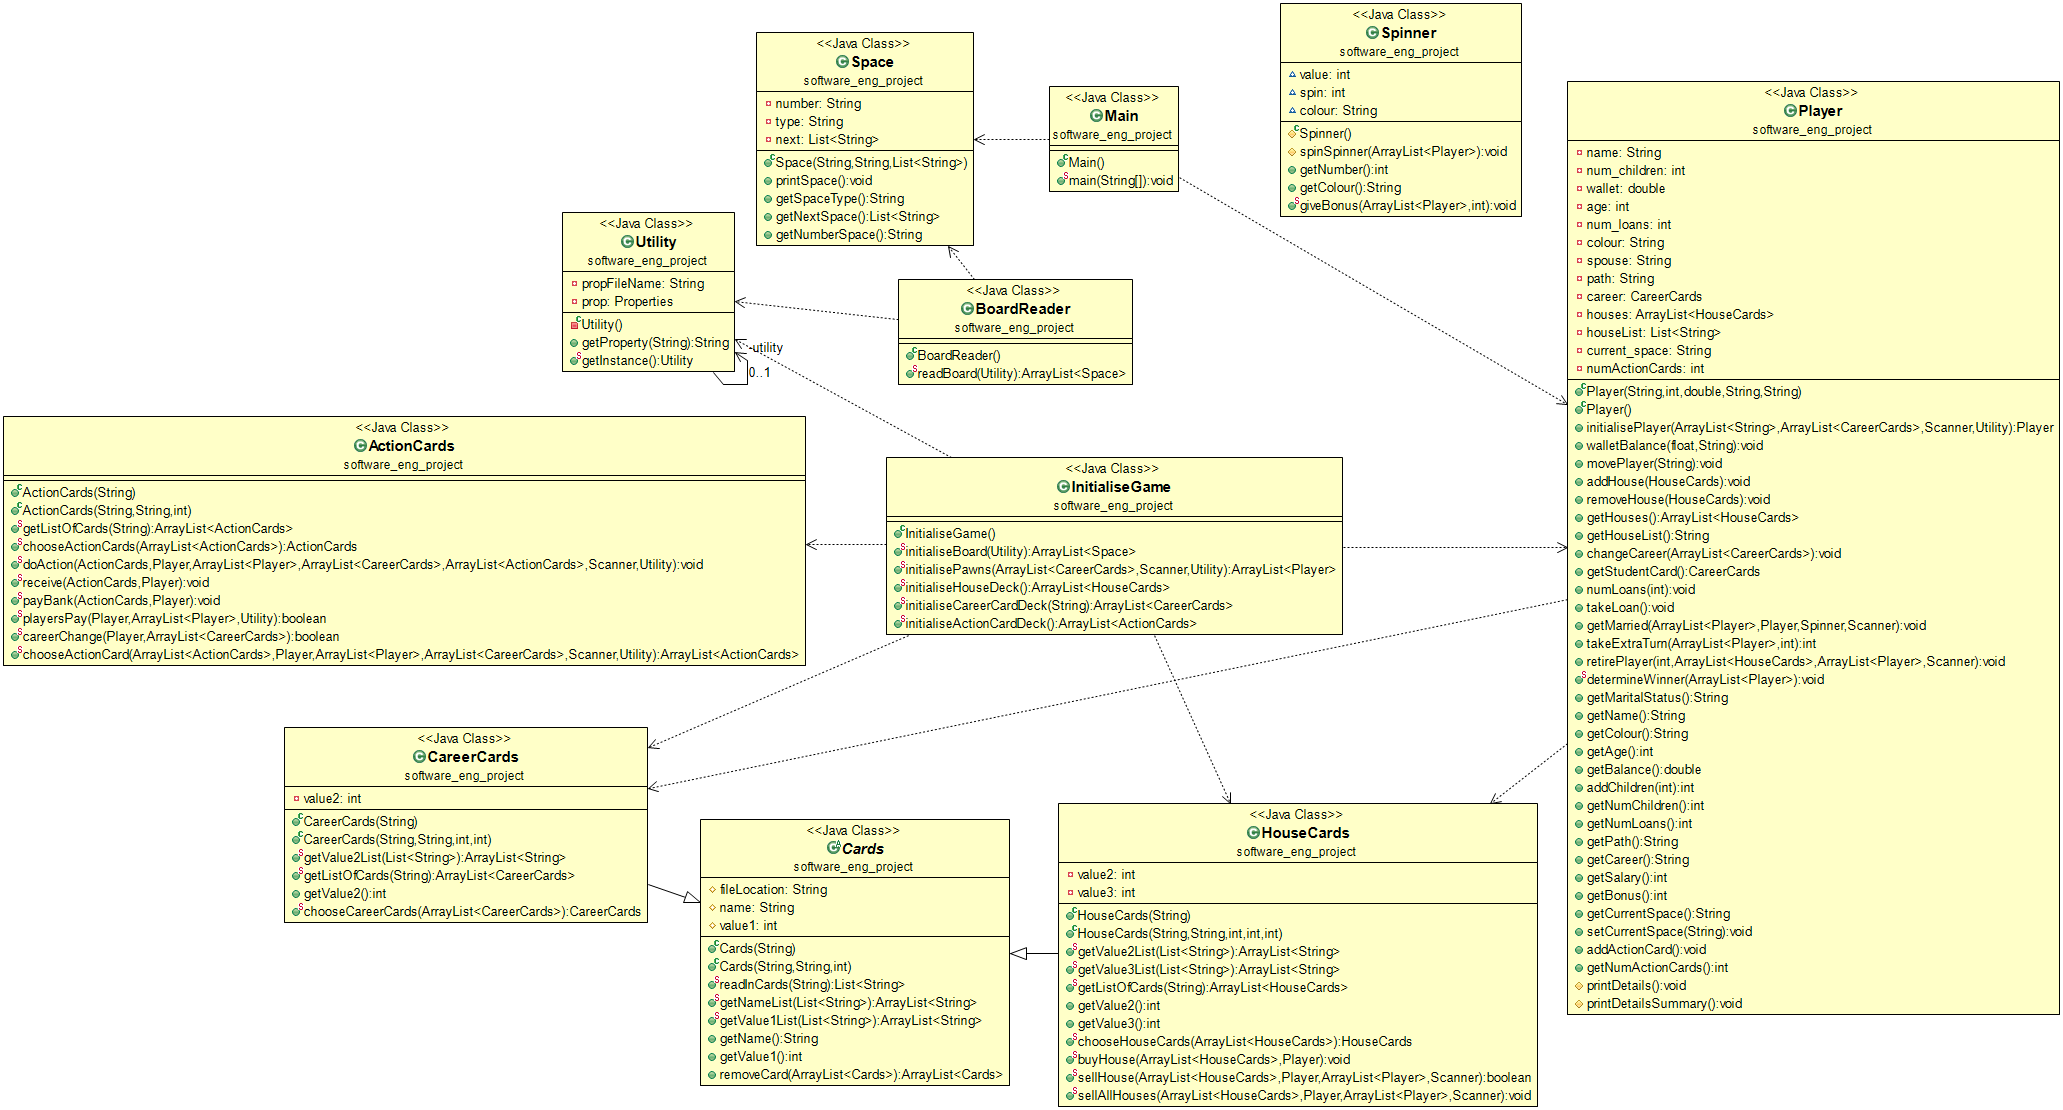 <<Java Class>>
Spinner
software_eng_project
value: int
spin: int
colour: String
Spinner()
spinSpinner(ArrayList<Player>):void
getNumber():int
getColour():String
giveBonus(ArrayList<Player>,int):void
<<Java Class>>
Space
software_eng_project
number: String
type: String
next: List<String>
Space(String,String,List<String>)
printSpace():void
getSpaceType():String
getNextSpace():List<String>
getNumberSpace():String
<<Java Class>>
Main
software_eng_project
Main()
main(String[]):void
<<Java Class>>
Player
software_eng_project
name: String
num_children: int
wallet: double
age: int
num_loans: int
colour: String
spouse: String
path: String
career: CareerCards
houses: ArrayList<HouseCards>
houseList: List<String>
current_space: String
numActionCards: int
Player(String,int,double,String,String)
Player()
initialisePlayer(ArrayList<String>,ArrayList<CareerCards>,Scanner,Utility):Player
walletBalance(float,String):void
movePlayer(String):void
addHouse(HouseCards):void
removeHouse(HouseCards):void
getHouses():ArrayList<HouseCards>
getHouseList():String
changeCareer(ArrayList<CareerCards>):void
getStudentCard():CareerCards
numLoans(int):void
takeLoan():void
getMarried(ArrayList<Player>,Player,Spinner,Scanner):void
takeExtraTurn(ArrayList<Player>,int):int
retirePlayer(int,ArrayList<HouseCards>,ArrayList<Player>,Scanner):void
determineWinner(ArrayList<Player>):void
getMaritalStatus():String
getName():String
getColour():String
getAge():int
getBalance():double
addChildren(int):int
getNumChildren():int
getNumLoans():int
getPath():String
getCareer():String
getSalary():int
getBonus():int
getCurrentSpace():String
setCurrentSpace(String):void
addActionCard():void
getNumActionCards():int
printDetails():void
printDetailsSummary():void
<<Java Class>>
Utility
software_eng_project
propFileName: String
prop: Properties
Utility()
getProperty(String):String
getInstance():Utility
-utility
0..1
<<Java Class>>
BoardReader
software_eng_project
BoardReader()
readBoard(Utility):ArrayList<Space>
<<Java Class>>
ActionCards
software_eng_project
ActionCards(String)
ActionCards(String,String,int)
getListOfCards(String):ArrayList<ActionCards>
chooseActionCards(ArrayList<ActionCards>):ActionCards
doAction(ActionCards,Player,ArrayList<Player>,ArrayList<CareerCards>,ArrayList<ActionCards>,Scanner,Utility):void
receive(ActionCards,Player):void
payBank(ActionCards,Player):void
playersPay(Player,ArrayList<Player>,Utility):boolean
careerChange(Player,ArrayList<CareerCards>):boolean
chooseActionCard(ArrayList<ActionCards>,Player,ArrayList<Player>,ArrayList<CareerCards>,Scanner,Utility):ArrayList<ActionCards>
<<Java Class>>
InitialiseGame
software_eng_project
InitialiseGame()
initialiseBoard(Utility):ArrayList<Space>
initialisePawns(ArrayList<CareerCards>,Scanner,Utility):ArrayList<Player>
initialiseHouseDeck():ArrayList<HouseCards>
initialiseCareerCardDeck(String):ArrayList<CareerCards>
initialiseActionCardDeck():ArrayList<ActionCards>
<<Java Class>>
CareerCards
software_eng_project
value2: int
CareerCards(String)
CareerCards(String,String,int,int)
getValue2List(List<String>):ArrayList<String>
getListOfCards(String):ArrayList<CareerCards>
getValue2():int
chooseCareerCards(ArrayList<CareerCards>):CareerCards
<<Java Class>>
Cards
software_eng_project
fileLocation: String
name: String
value1: int
Cards(String)
Cards(String,String,int)
readInCards(String):List<String>
getNameList(List<String>):ArrayList<String>
getValue1List(List<String>):ArrayList<String>
getName():String
getValue1():int
removeCard(ArrayList<Cards>):ArrayList<Cards>
<<Java Class>>
HouseCards
software_eng_project
value2: int
value3: int
HouseCards(String)
HouseCards(String,String,int,int,int)
getValue2List(List<String>):ArrayList<String>
getValue3List(List<String>):ArrayList<String>
getListOfCards(String):ArrayList<HouseCards>
getValue2():int
getValue3():int
chooseHouseCards(ArrayList<HouseCards>):HouseCards
buyHouse(ArrayList<HouseCards>,Player):void
sellHouse(ArrayList<HouseCards>,Player,ArrayList<Player>,Scanner):boolean
sellAllHouses(ArrayList<HouseCards>,Player,ArrayList<Player>,Scanner):void